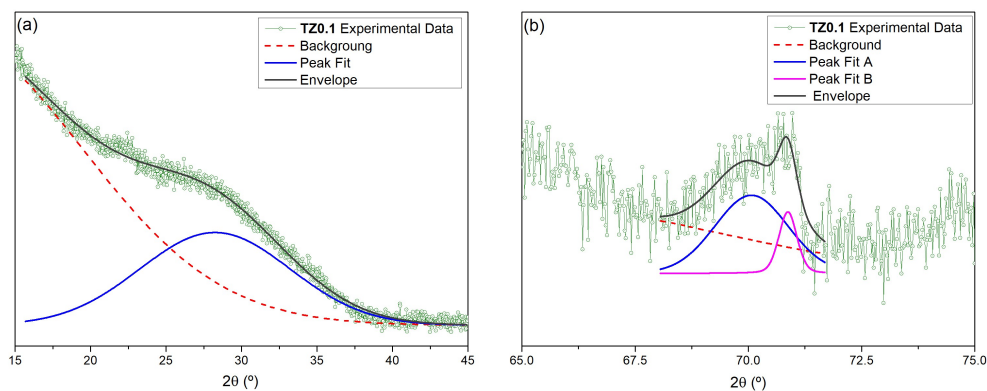 (a)
TZ0.1 Experimental Data
Backgroung
Peak Fit
Envelope
15 20 25 30 35 40 45
2θ (º)
(b)
TZ0.1 Experimental Data
Background
Peak Fit A
Peak Fit B
Envelope
65.0 67.5 70.0 72.5 75.0
2θ (º)